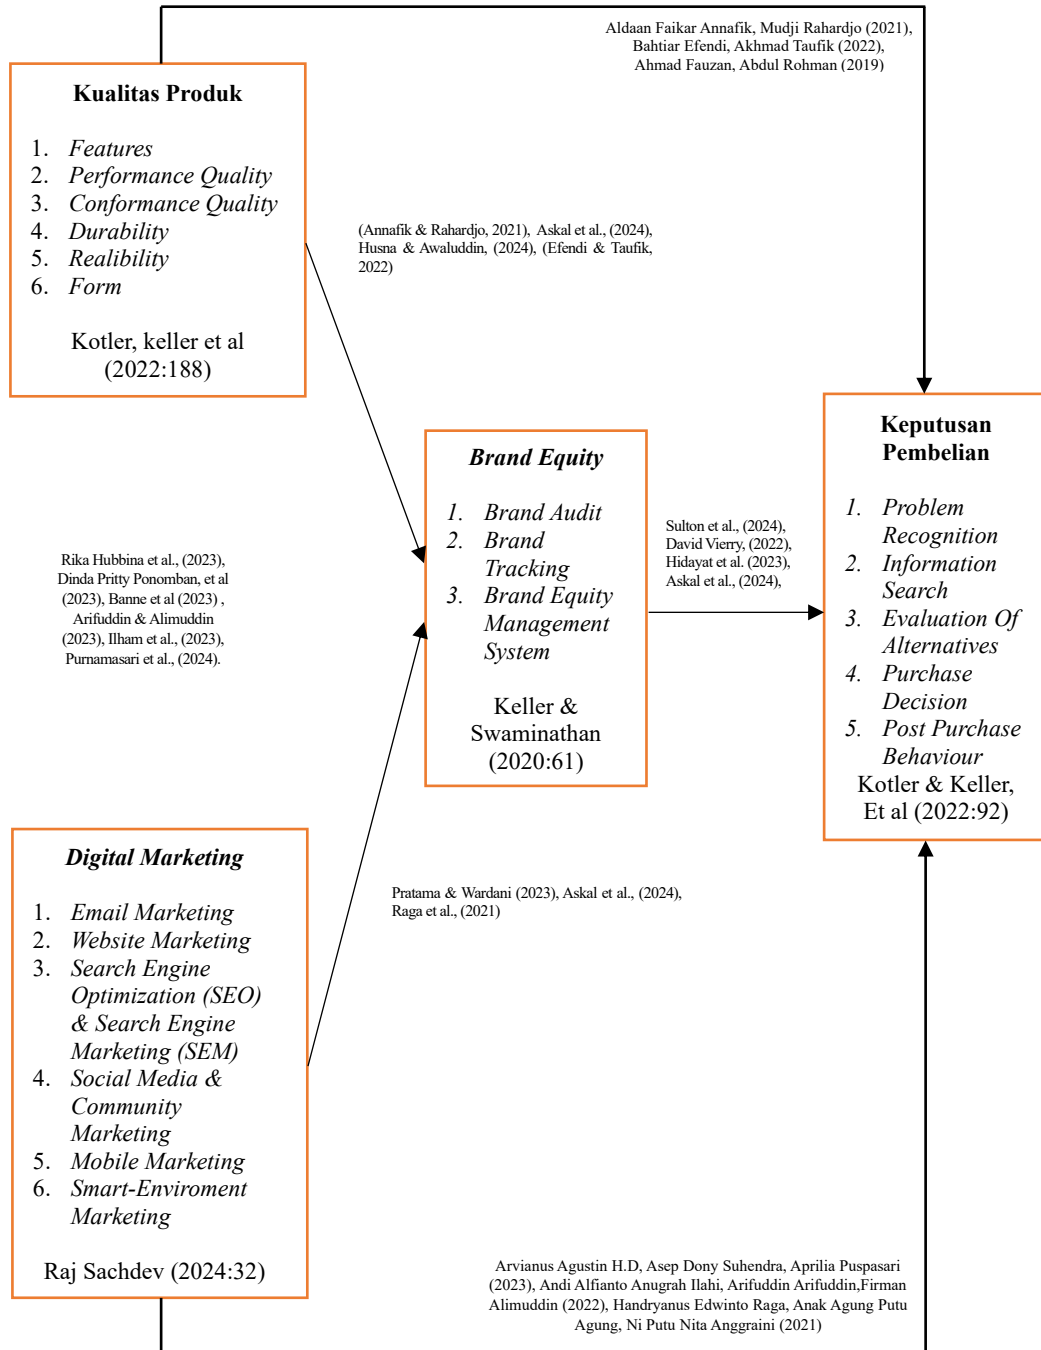 Aldaan Faikar Annafik, Mudji Rahardjo (2021),
Bahtiar Efendi, Akhmad Taufik (2022),
Ahmad Fauzan, Abdul Rohman (2019)
Kualitas Produk
1. Features
2. Performance Quality
3. Conformance Quality
4. Durability
5. Realibility
6. Form
Kotler, keller et al
(2022:188)
(Annafik & Rahardjo, 2021), Askal et al., (2024),
Husna & Awaluddin, (2024), (Efendi & Taufik,
2022)
Brand Equity
1. Brand Audit
2. Brand
Tracking
3. Brand Equity
Management
System
Keller &
Swaminathan
(2020:61)
Sulton et al., (2024),
David Vierry, (2022),
Hidayat et al. (2023),
Askal et al., (2024),
Keputusan
Pembelian
1. Problem
Recognition
2. Information
Search
3. Evaluation Of
Alternatives
4. Purchase
Decision
5. Post Purchase
Behaviour
Kotler & Keller,
Et al (2022:92)
Rika Hubbina et al., (2023),
Dinda Pritty Ponomban, et al
(2023), Banne et al (2023) ,
Arifuddin & Alimuddin
(2023), Ilham et al., (2023),
Purnamasari et al., (2024).
Digital Marketing
1. Email Marketing
2. Website Marketing
3. Search Engine
Optimization (SEO)
& Search Engine
Marketing (SEM)
4. Social Media &
Community
Marketing
5. Mobile Marketing
6. Smart-Enviroment
Marketing
Raj Sachdev (2024:32)
Pratama & Wardani (2023), Askal et al., (2024),
Raga et al., (2021)
Arvianus Agustin H.D, Asep Dony Suhendra, Aprilia Puspasari
(2023), Andi Alfianto Anugrah Ilahi, Arifuddin Arifuddin,Firman
Alimuddin (2022), Handryanus Edwinto Raga, Anak Agung Putu
Agung, Ni Putu Nita Anggraini (2021)